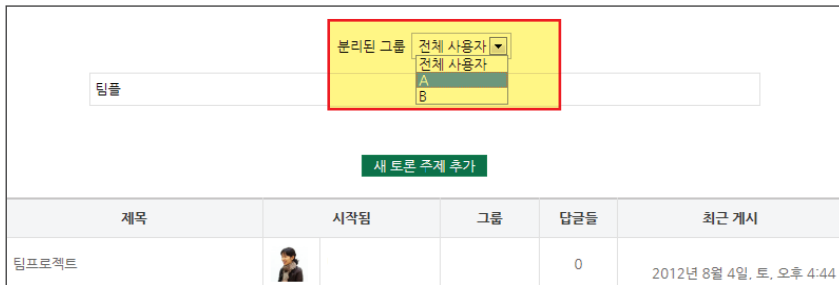 분리된 그룹 전체 사용자
전체 사용자
A
B
팀플
새 토론 주제 추가
제목 시작됨 그룹 답글들 최근 게시
팀프로젝트 0 2012년 8월 4일, 토, 오후 4:44